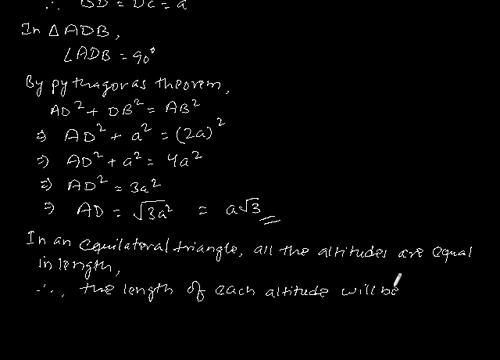 ∴ BD = DC = a
In △ADB,
∠ADB = 90°
By pythagoras theorem,
AD² + DB² = AB²
⇒ AD² + a² = (2a)²
⇒ AD² + a² = 4a²
⇒ AD² = 3a²
⇒ AD = √3a² = a√3
In an equilateral triangle, all the altitudes are equal
in length,
∴, the length of each altitude will be